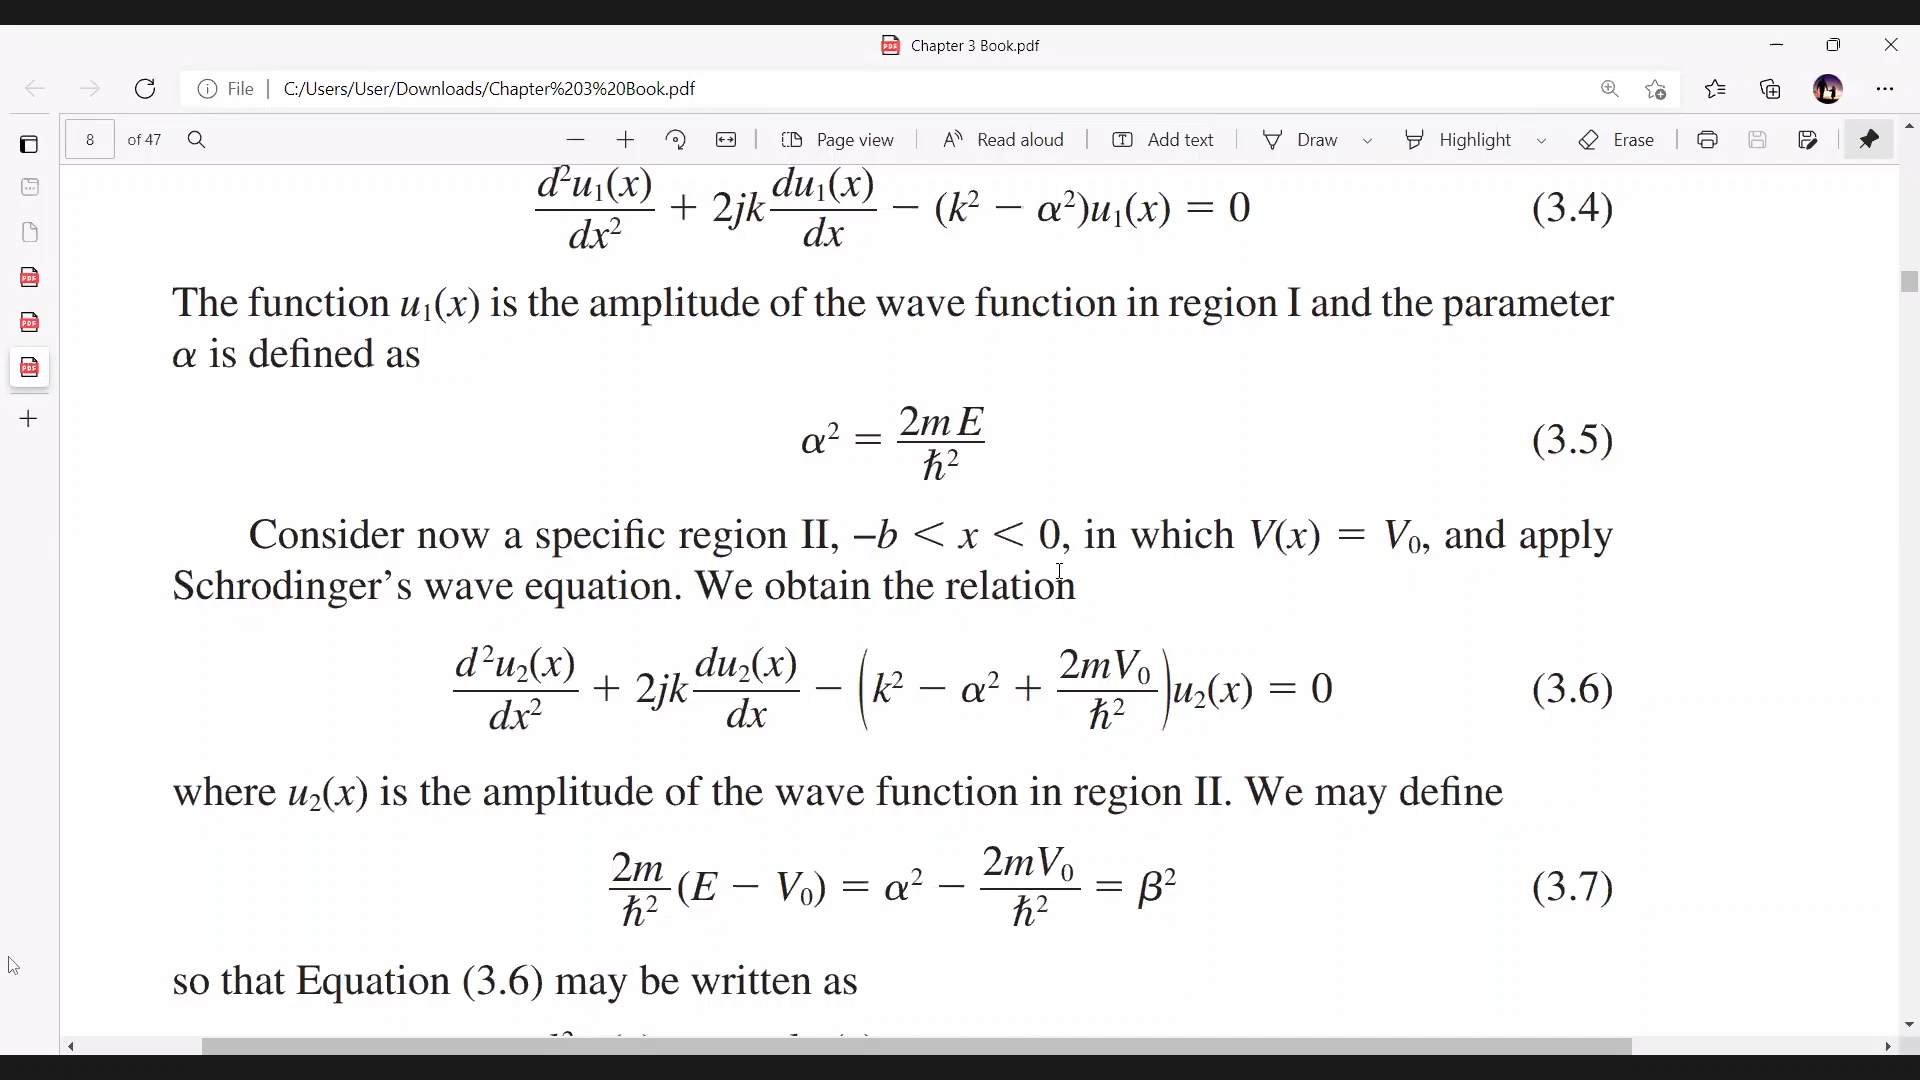 Chapter 3 Book.pdf
File | C:/Users/User/Downloads/Chapter%203%20Book.pdf
8 of 47 Page view Read aloud Add text Draw Highlight Erase
d²u₁(x)/dx² + 2jk du₁(x)/dx − (k² − α²)u₁(x) = 0 (3.4)
The function u₁(x) is the amplitude of the wave function in region I and the parameter
α is defined as
α² = 2mE/ℏ² (3.5)
Consider now a specific region II, –b < x < 0, in which V(x) = V₀, and apply
Schrodinger’s wave equation. We obtain the relation
d²u₂(x)/dx² + 2jk du₂(x)/dx − (k² − α² + 2mV₀/ℏ²)u₂(x) = 0 (3.6)
where u₂(x) is the amplitude of the wave function in region II. We may define
2m/ℏ² (E − V₀) = α² − 2mV₀/ℏ² = β² (3.7)
so that Equation (3.6) may be written as